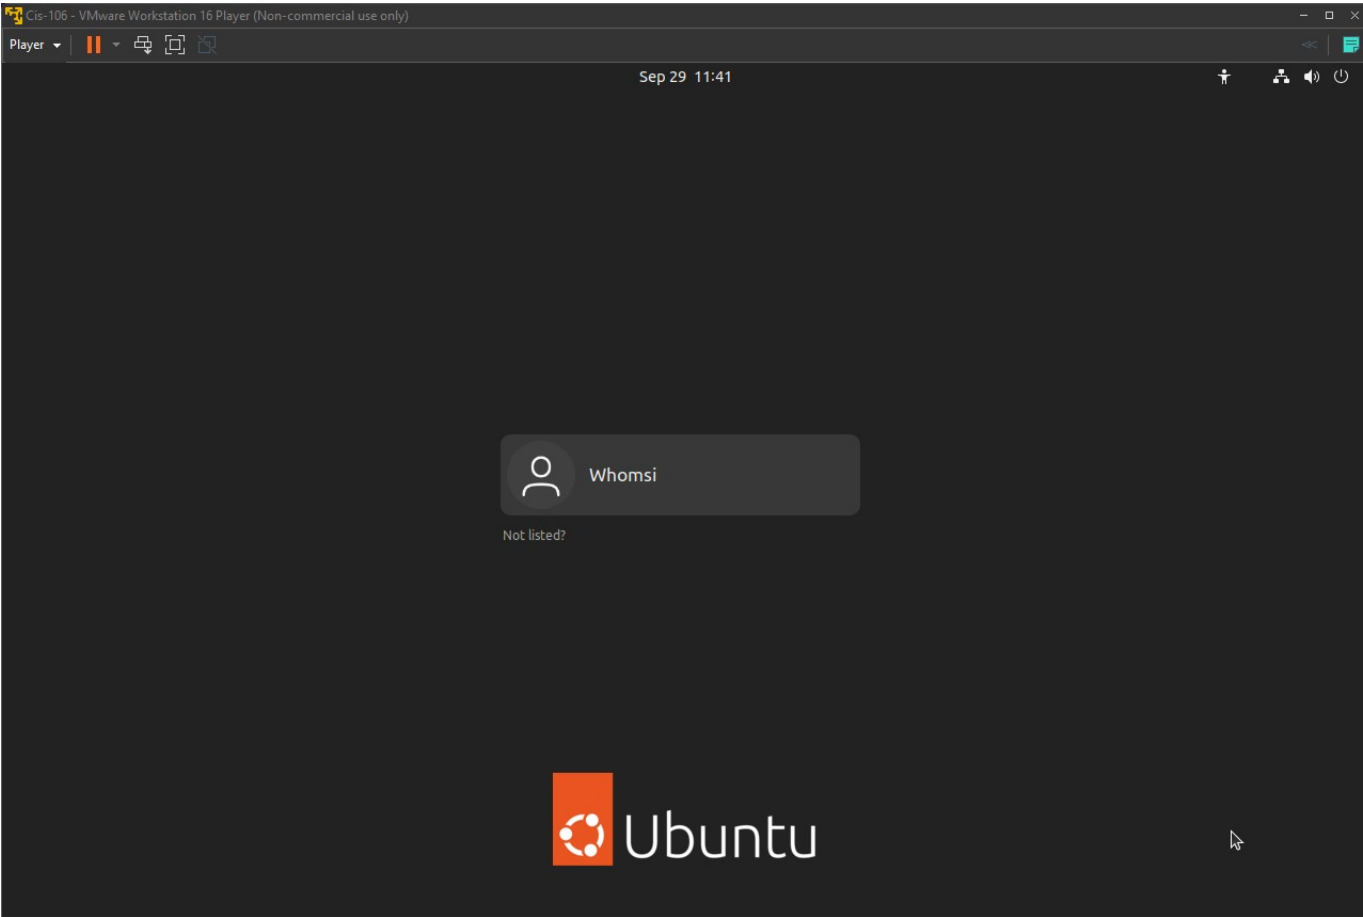 Cis-106 - VMware Workstation 16 Player (Non-commercial use only)
Player
Sep 29 11:41
Whomsi
Not listed?
Ubuntu